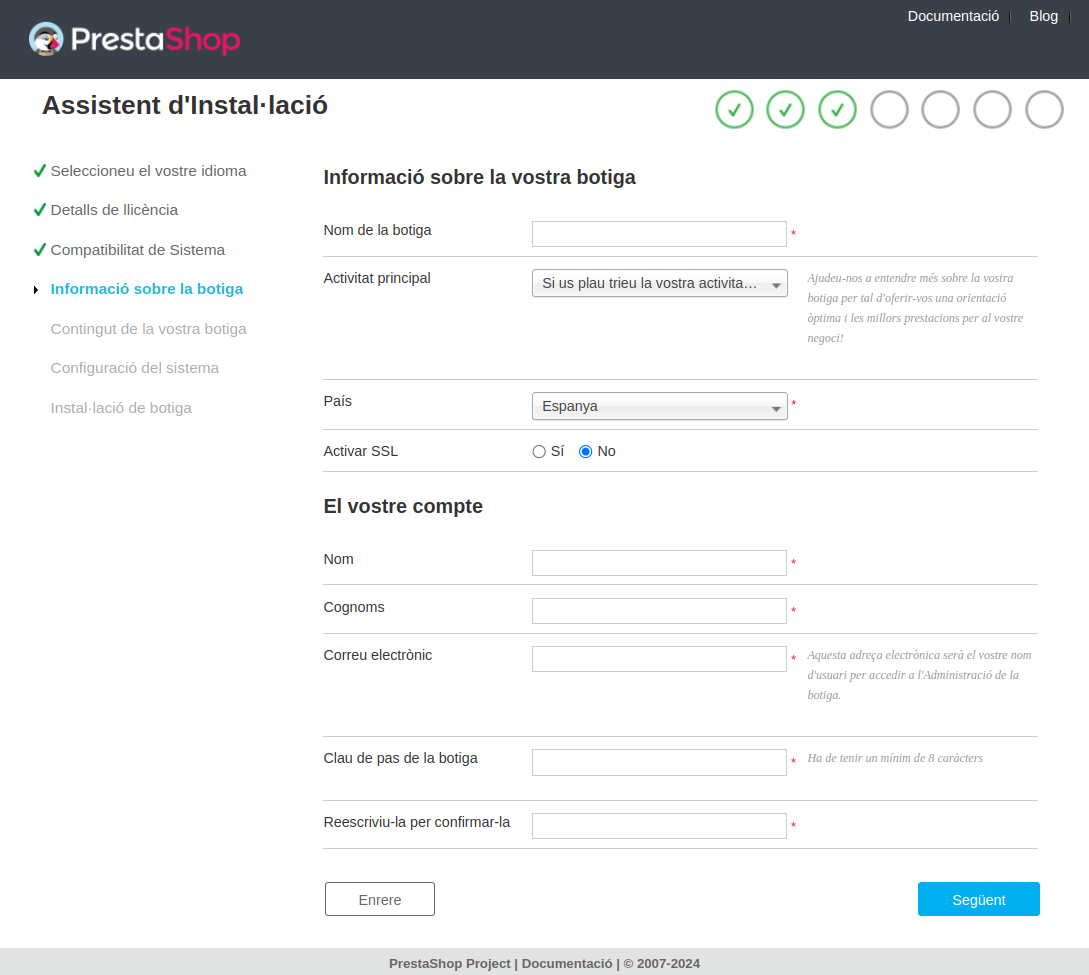 Documentació
Blog
PrestaShop
Assistent d'Instal·lació
Seleccioneu el vostre idioma
Detalls de llicència
Compatibilitat de Sistema
Informació sobre la botiga
Contingut de la vostra botiga
Configuració del sistema
Instal·lació de botiga
Informació sobre la vostra botiga
Nom de la botiga *
Activitat principal
Si us plau trieu la vostra activita…
Ajudeu-nos a entendre més sobre la vostra
botiga per tal d'oferir-vos una orientació
òptima i les millors prestacions per al vostre
negoci!
País
Espanya *
Activar SSL
Sí No
El vostre compte
Nom *
Cognoms *
Correu electrònic *
Aquesta adreça electrònica serà el vostre nom
d'usuari per accedir a l'Administració de la
botiga.
Clau de pas de la botiga *
Ha de tenir un mínim de 8 caràcters
Reescriviu-la per confirmar-la *
Enrere
Següent
PrestaShop Project | Documentació | © 2007-2024